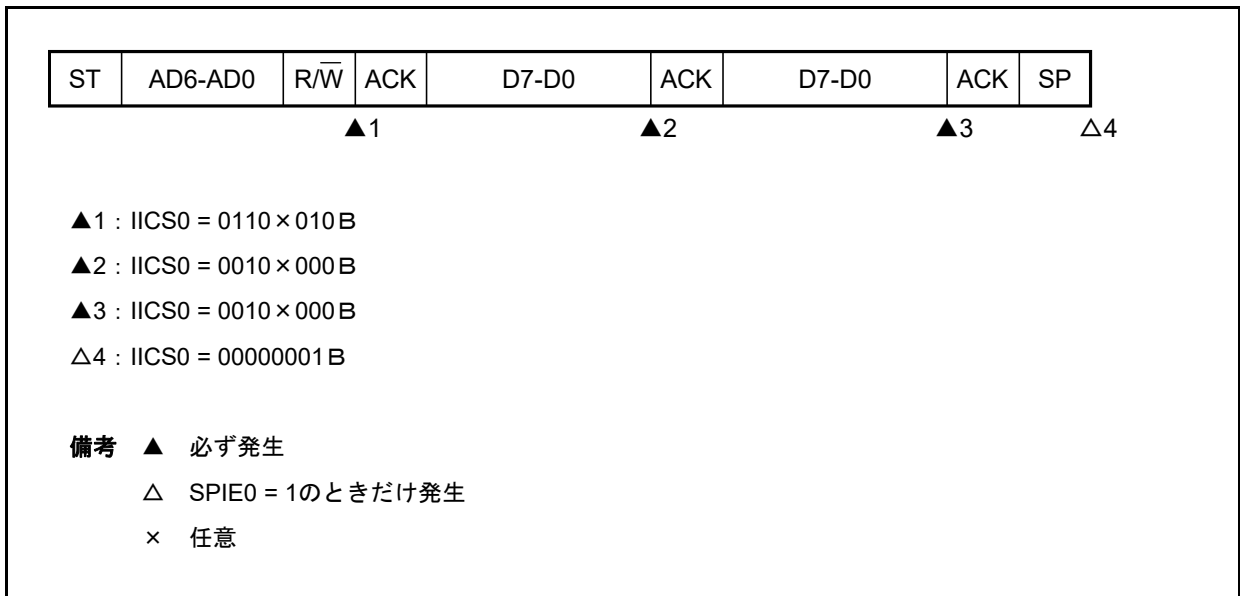 ST AD6-AD0 R/W̅ ACK D7-D0 ACK D7-D0 ACK SP
▲1 ▲2 ▲3 △4
▲1：IICS0 = 0110×010B
▲2：IICS0 = 0010×000B
▲3：IICS0 = 0010×000B
△4：IICS0 = 00000001B
備考 ▲ 必ず発生
△ SPIE0 = 1のときだけ発生
× 任意